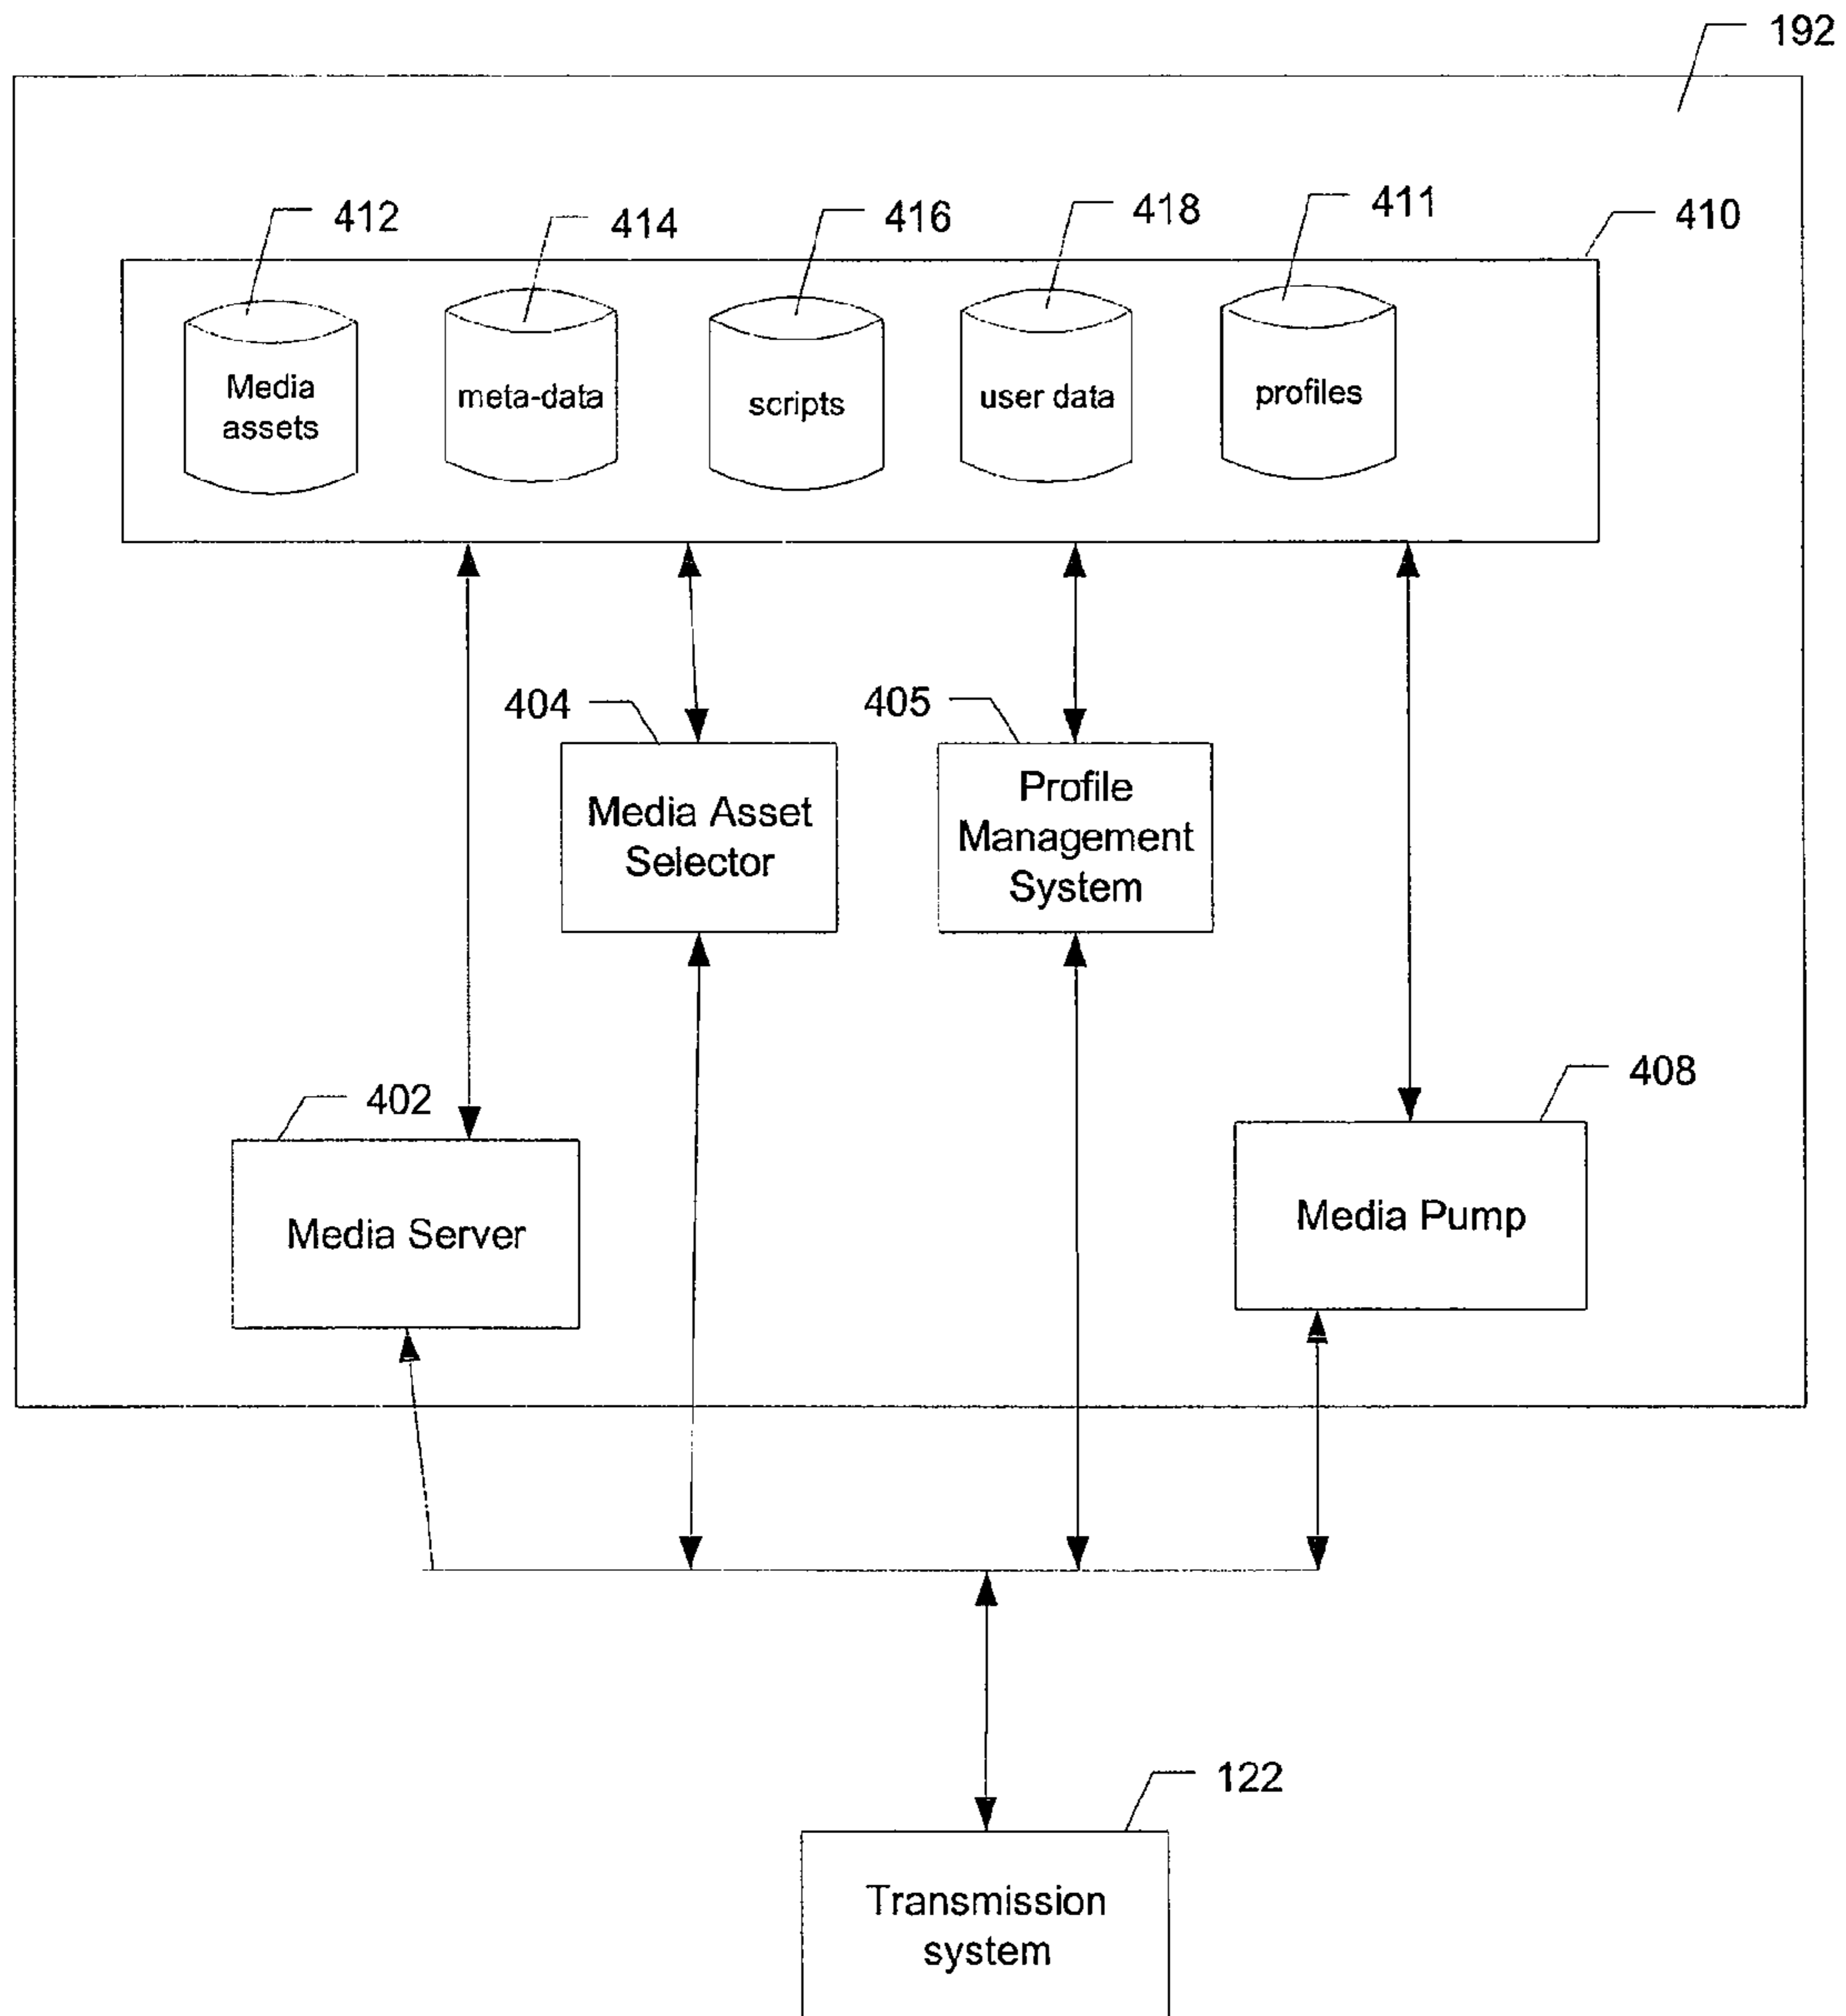 192
412
414
416
418
411
410
Media
assets
meta-data
scripts
user data
profiles
404
405
Media Asset
Selector
Profile
Management
System
402
408
Media Server
Media Pump
122
Transmission
system